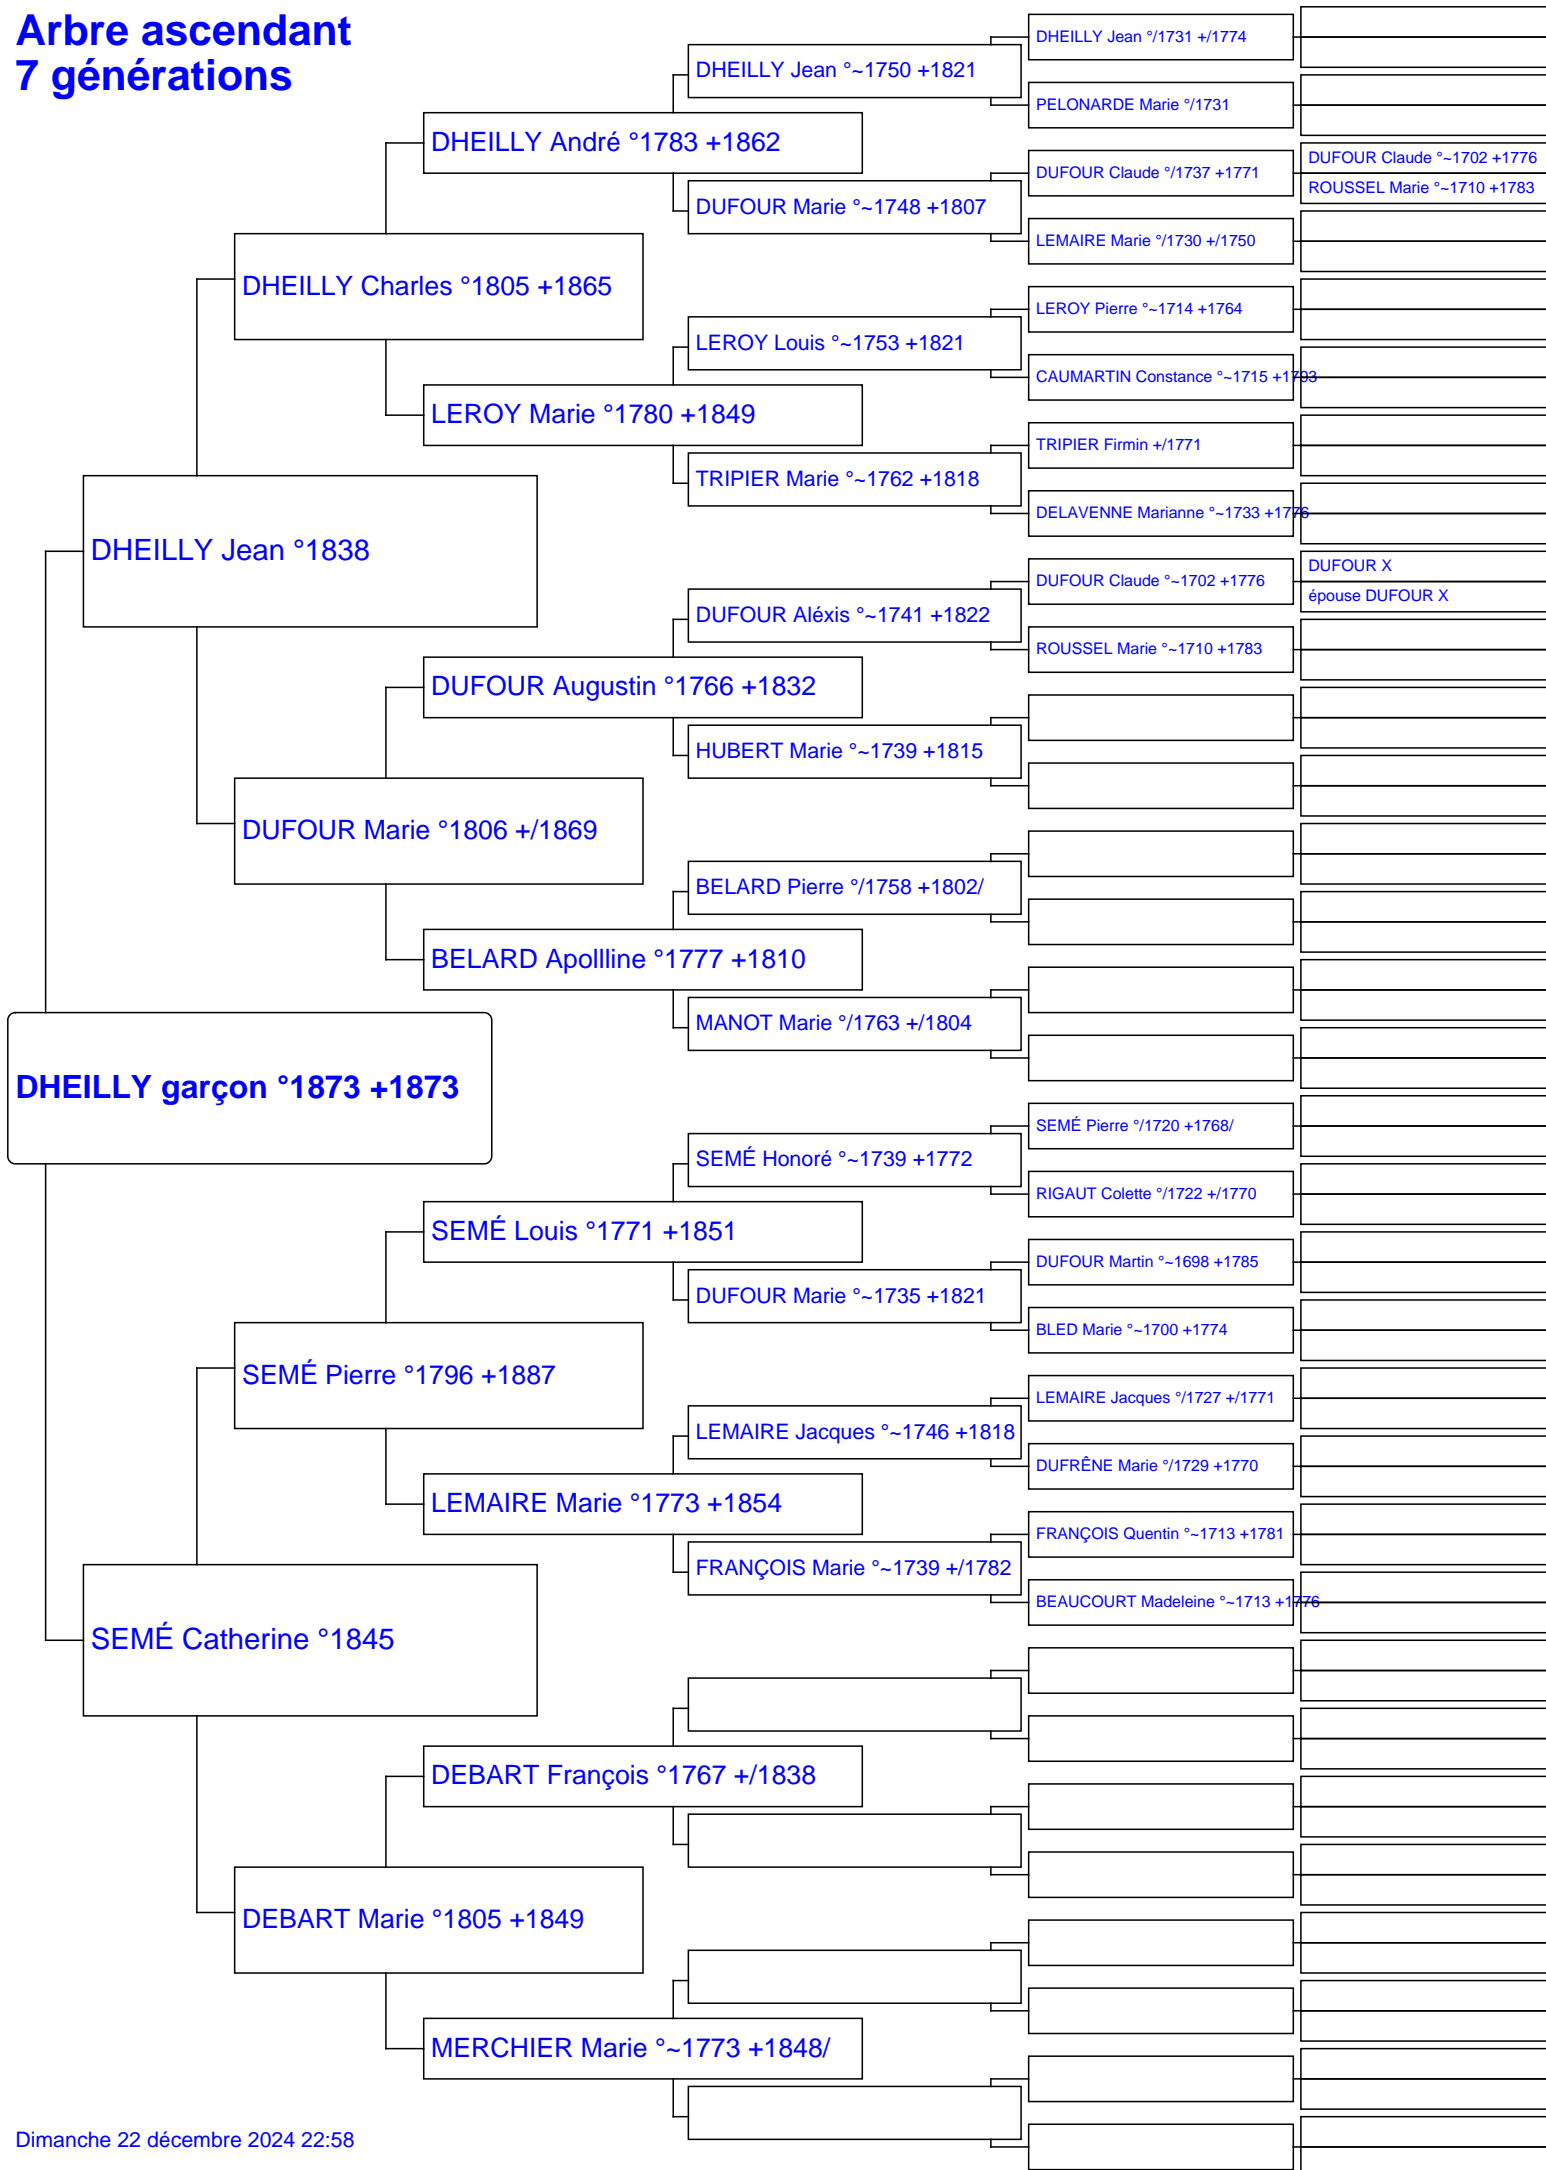 Arbre ascendant
7 générations
DHEILLY garçon °1873 +1873
DHEILLY Jean °1838
SEMÉ Catherine °1845
DHEILLY Charles °1805 +1865
DUFOUR Marie °1806 +/1869
SEMÉ Pierre °1796 +1887
DEBART Marie °1805 +1849
DHEILLY André °1783 +1862
LEROY Marie °1780 +1849
DUFOUR Augustin °1766 +1832
BELARD Apollline °1777 +1810
SEMÉ Louis °1771 +1851
LEMAIRE Marie °1773 +1854
DEBART François °1767 +/1838
MERCHIER Marie °~1773 +1848/
DHEILLY Jean °~1750 +1821
DUFOUR Marie °~1748 +1807
LEROY Louis °~1753 +1821
TRIPIER Marie °~1762 +1818
DUFOUR Aléxis °~1741 +1822
HUBERT Marie °~1739 +1815
BELARD Pierre °/1758 +1802/
MANOT Marie °/1763 +/1804
SEMÉ Honoré °~1739 +1772
DUFOUR Marie °~1735 +1821
LEMAIRE Jacques °~1746 +1818
FRANÇOIS Marie °~1739 +/1782
DHEILLY Jean °/1731 +/1774
PELONARDE Marie °/1731
DUFOUR Claude °/1737 +1771
LEMAIRE Marie °/1730 +/1750
LEROY Pierre °~1714 +1764
CAUMARTIN Constance °~1715 +1793
TRIPIER Firmin +/1771
DELAVENNE Marianne °~1733 +1776
DUFOUR Claude °~1702 +1776
ROUSSEL Marie °~1710 +1783
SEMÉ Pierre °/1720 +1768/
RIGAUT Colette °/1722 +/1770
DUFOUR Martin °~1698 +1785
BLED Marie °~1700 +1774
LEMAIRE Jacques °/1727 +/1771
DUFRÊNE Marie °/1729 +1770
FRANÇOIS Quentin °~1713 +1781
BEAUCOURT Madeleine °~1713 +1776
DUFOUR Claude °~1702 +1776
ROUSSEL Marie °~1710 +1783
DUFOUR X
épouse DUFOUR X
Dimanche 22 décembre 2024 22:58